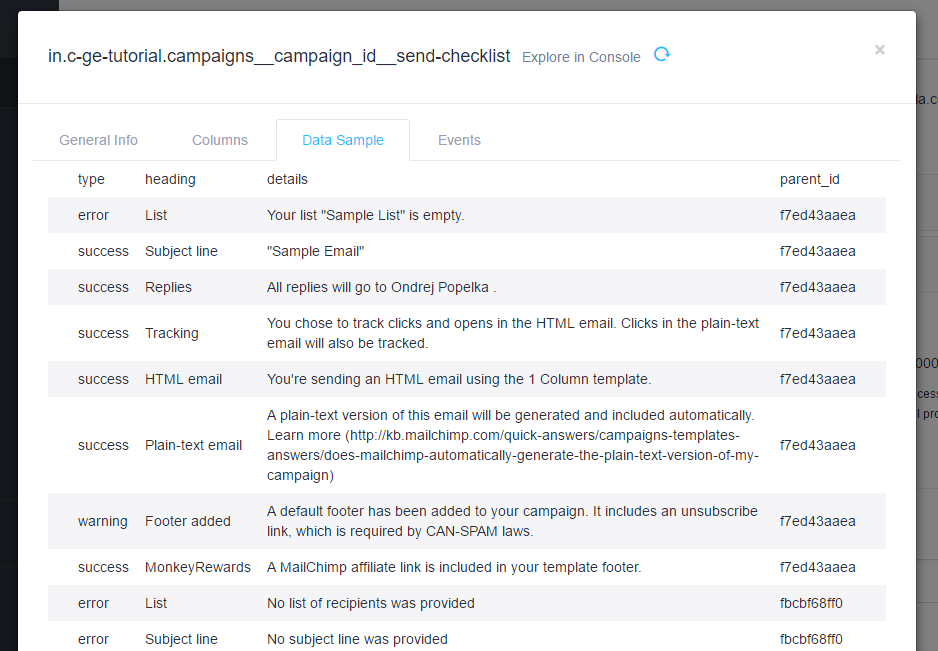 in.c-ge-tutorial.campaigns__campaign_id__send-checklist Explore in Console ×
General Info Columns Data Sample Events
type heading details parent_id
error List Your list "Sample List" is empty. f7ed43aaea
success Subject line "Sample Email" f7ed43aaea
success Replies All replies will go to Ondrej Popelka . f7ed43aaea
success Tracking You chose to track clicks and opens in the HTML email. Clicks in the plain-text
email will also be tracked. f7ed43aaea
success HTML email You're sending an HTML email using the 1 Column template. f7ed43aaea
success Plain-text email A plain-text version of this email will be generated and included automatically.
Learn more (http://kb.mailchimp.com/quick-answers/campaigns-templates-
answers/does-mailchimp-automatically-generate-the-plain-text-version-of-my-
campaign) f7ed43aaea
warning Footer added A default footer has been added to your campaign. It includes an unsubscribe
link, which is required by CAN-SPAM laws. f7ed43aaea
success MonkeyRewards A MailChimp affiliate link is included in your template footer. f7ed43aaea
error List No list of recipients was provided fbcbf68ff0
error Subject line No subject line was provided fbcbf68ff0